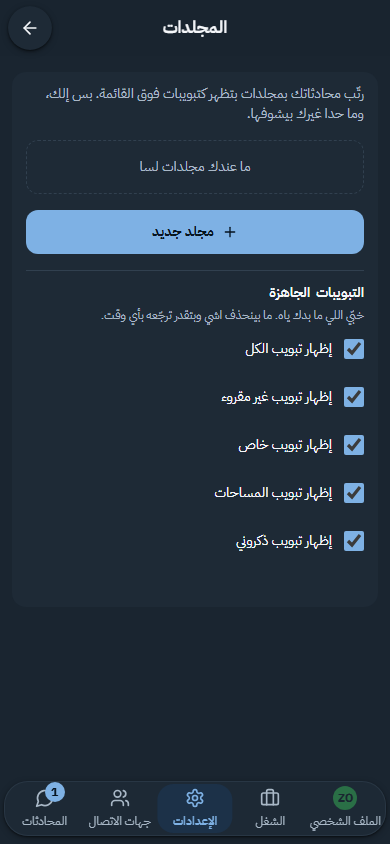 المجلدات
رتّب محادثاتك بمجلدات بتظهر كتبويبات فوق القائمة. بس إلك،
وما حدا غيرك بيشوفها.
ما عندك مجلدات لسا
+ مجلد جديد
التبويبات الجاهزة
خبّي اللي ما بدك ياه. ما بينحذف اشي وبتقدر ترجّعه بأي وقت.
إظهار تبويب الكل
إظهار تبويب غير مقروء
إظهار تبويب خاص
إظهار تبويب المساحات
إظهار تبويب ذكروني
ZO
1
الملف الشخصي
الشغل
الإعدادات
جهات الاتصال
المحادثات